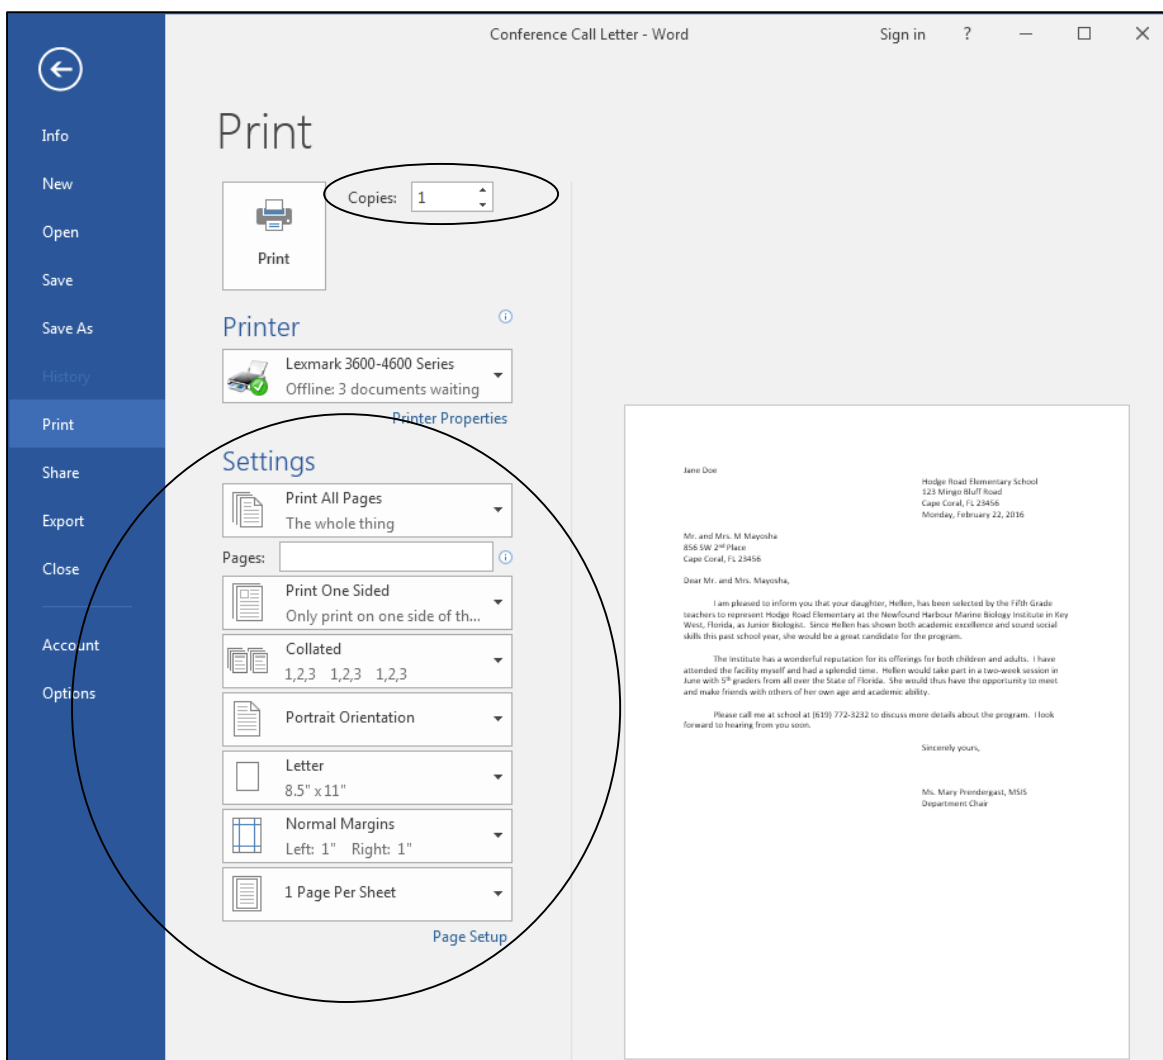 Conference Call Letter - Word
Sign in ?
Info
New
Open
Save
Save As
History
Print
Share
Export
Close
Account
Options
Print
Copies: 1
Print
Printer
Lexmark 3600-4600 Series
Offline: 3 documents waiting
Printer Properties
Settings
Print All Pages
The whole thing
Pages:
Print One Sided
Only print on one side of th...
Collated
1,2,3 1,2,3 1,2,3
Portrait Orientation
Letter
8.5" x 11"
Normal Margins
Left: 1" Right: 1"
1 Page Per Sheet
Page Setup
Jane Doe
Hodge Road Elementary School
123 Mingo Bluff Road
Cape Coral, FL 23456
Monday, February 22, 2016
Mr. and Mrs. M Mayosha
856 SW 2nd Place
Cape Coral, FL 23456
Dear Mr. and Mrs. Mayosha,
I am pleased to inform you that your daughter, Hellen, has been selected by the Fifth Grade
teachers to represent Hodge Road Elementary at the Newfound Harbour Marine Biology Institute in Key
West, Florida, as Junior Biologist. Since Hellen has shown both academic excellence and sound social
skills this past school year, she would be a great candidate for the program.
The Institute has a wonderful reputation for its offerings for both children and adults. I have
attended the facility myself and had a splendid time. Hellen would take part in a two-week session in
June with 5th graders from all over the State of Florida. She would thus have the opportunity to meet
and make friends with others of her own age and academic ability.
Please call me at school at (619) 772-3232 to discuss more details about the program. I look
forward to hearing from you soon.
Sincerely yours,
Ms. Mary Prendergast, MSIS
Department Chair